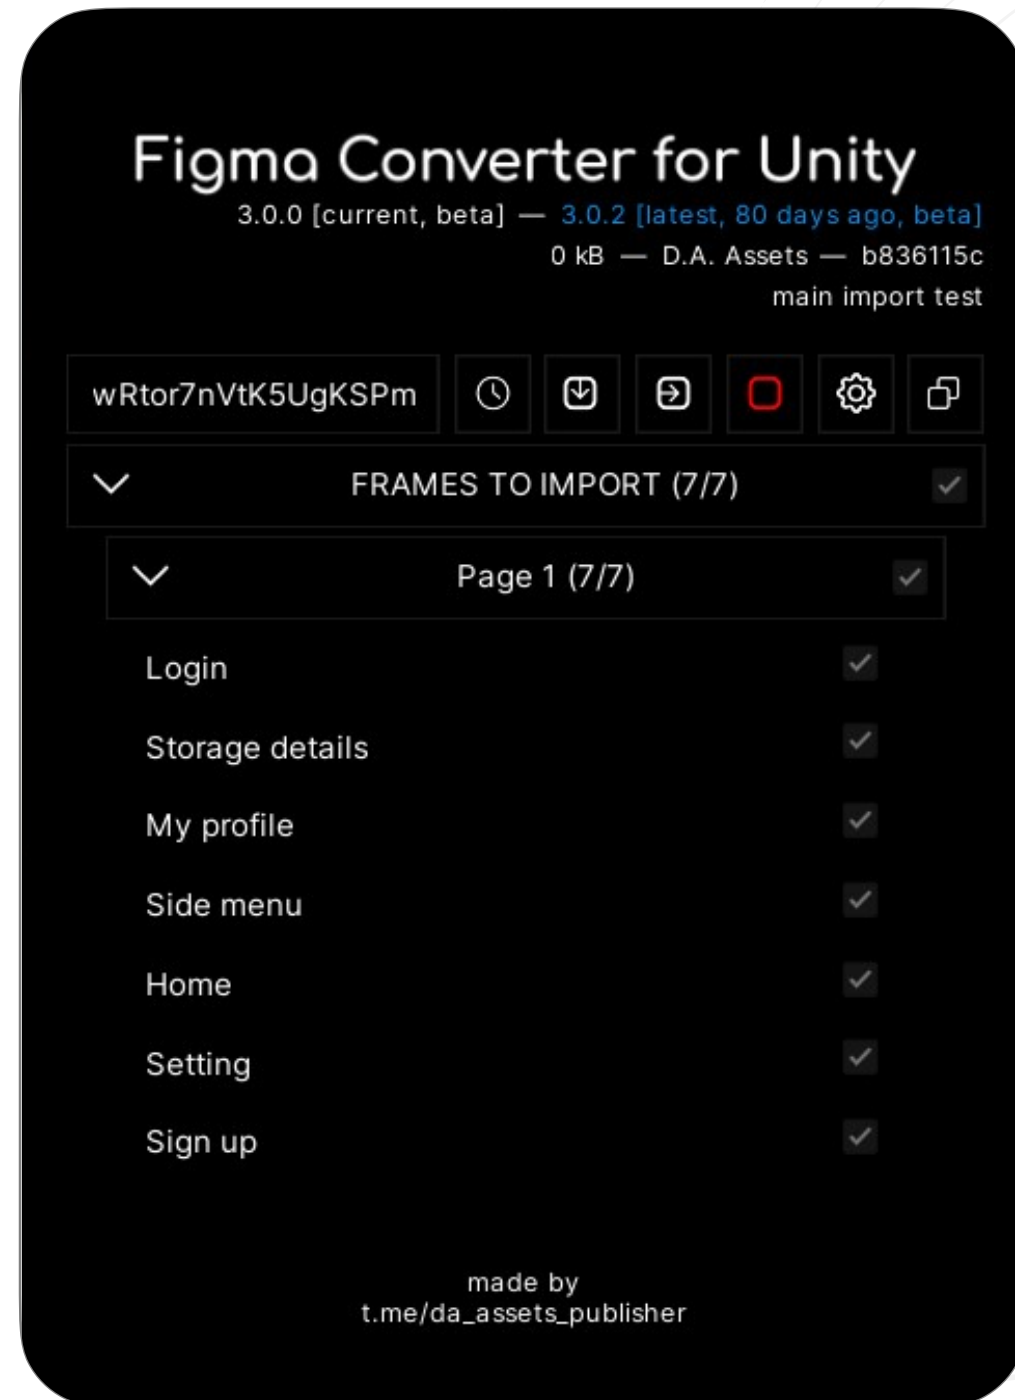 Figma Converter for Unity
3.0.0 [current, beta] — 3.0.2 [latest, 80 days ago, beta]
0 kB — D.A. Assets — b836115c
main import test
wRtor7nVtK5UgKSPm
FRAMES TO IMPORT (7/7)
Page 1 (7/7)
Login
Storage details
My profile
Side menu
Home
Setting
Sign up
made by
t.me/da_assets_publisher